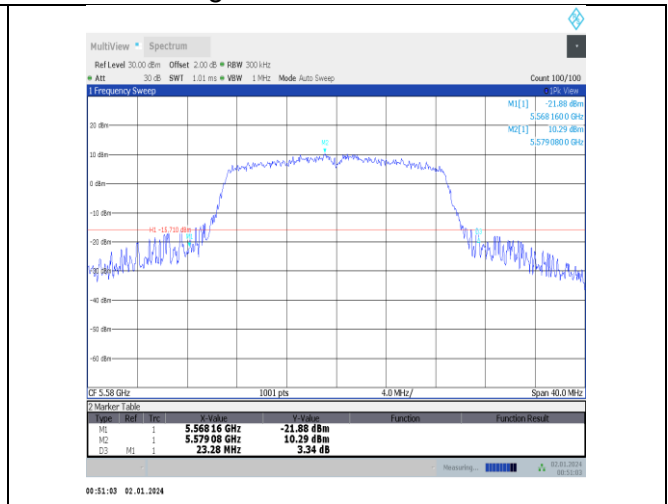 MultiView Spectrum
Ref Level 30.00 dBm Offset 2.00 dB RBW 300 kHz
Att 30 dB SWT 1.01 ms VBW 1 MHz Mode Auto Sweep Count 100/100
1 Frequency Sweep 1Pk View
M1[1] -21.88 dBm
5.568 160 0 GHz
M2[1] 10.29 dBm
5.579 080 0 GHz
20 dBm
M2
10 dBm
0 dBm
-10 dBm
H1 -15.710 dBm
-20 dBm
-30 dBm
-40 dBm
-50 dBm
-60 dBm
CF 5.58 GHz 1001 pts 4.0 MHz/ Span 40.0 MHz
2 Marker Table
Type Ref Trc X-Value Y-Value Function Function Result
M1 1 5.568 16 GHz -21.88 dBm
M2 1 5.579 08 GHz 10.29 dBm
D3 M1 1 23.28 MHz 3.34 dB
Measuring... 02.01.2024
00:51:03
00:51:03 02.01.2024